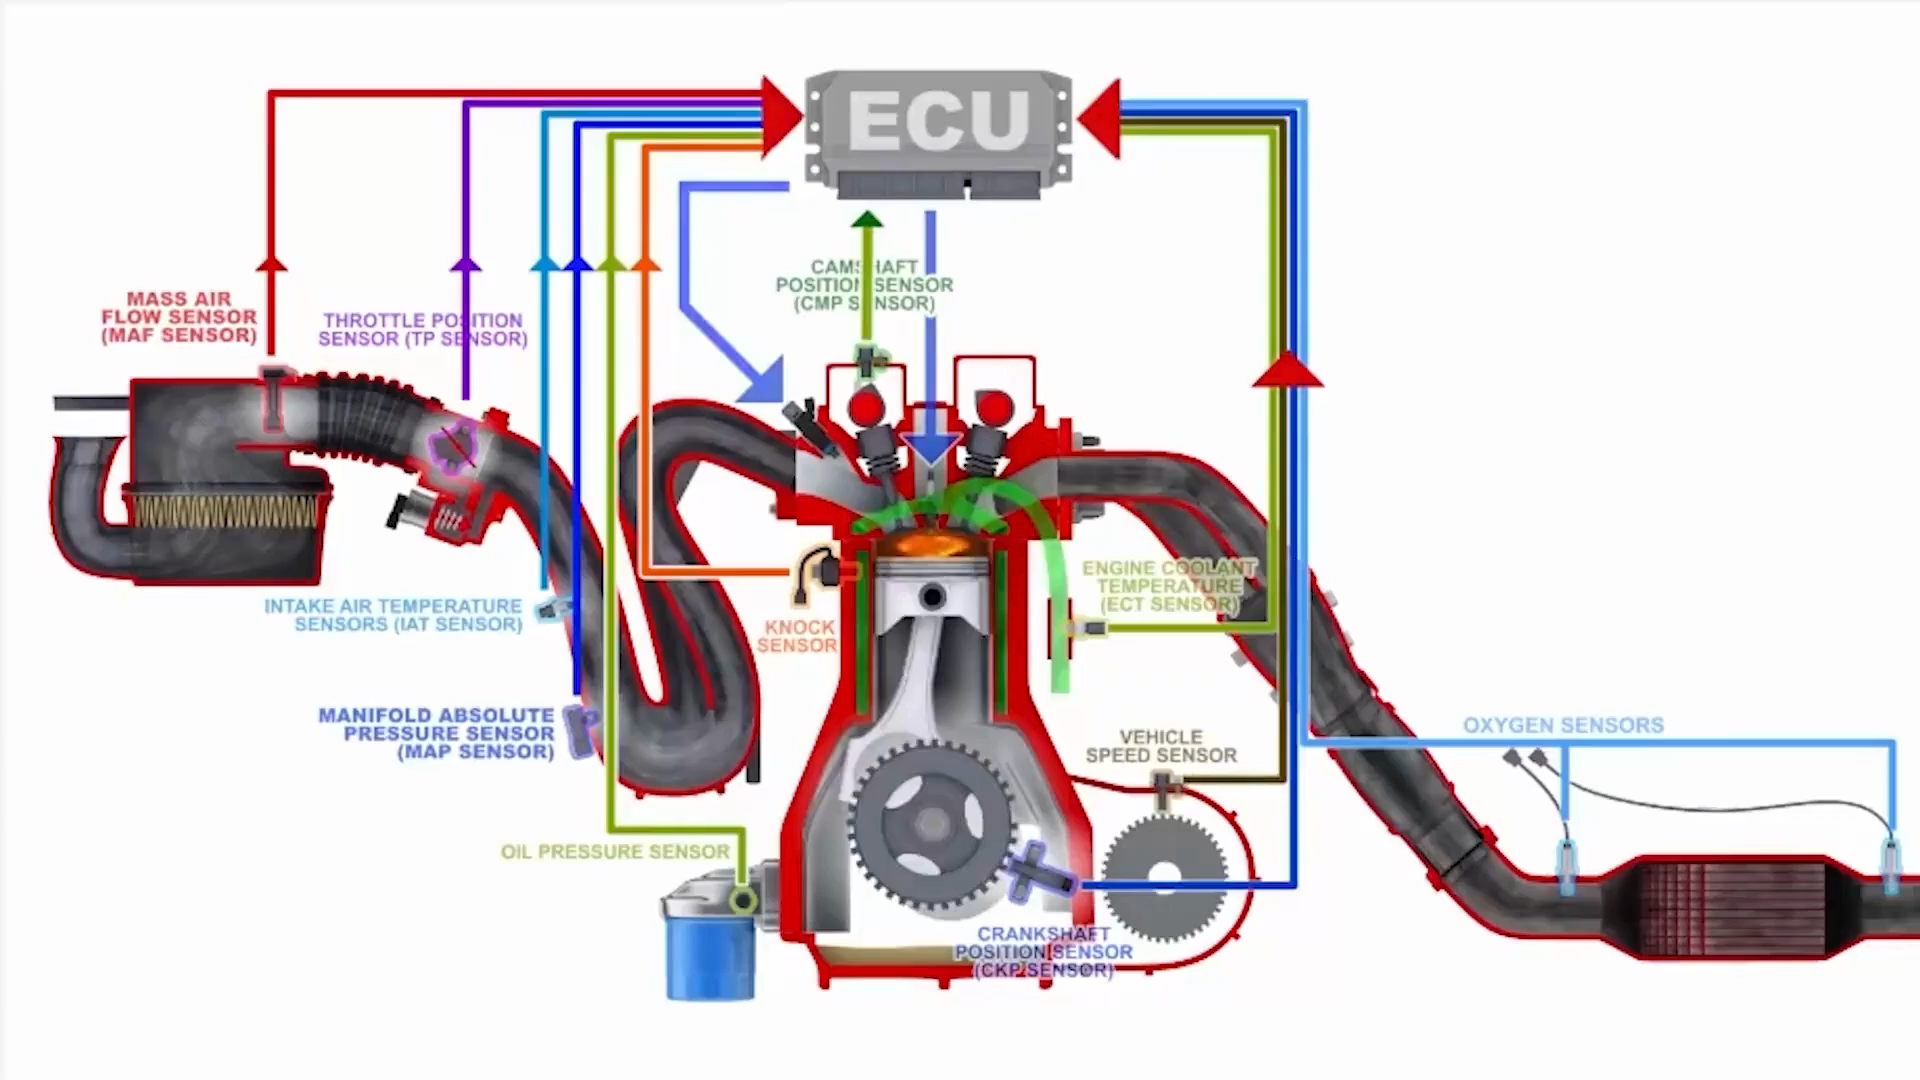 ECU
CAMSHAFT
POSITION SENSOR
(CMP SENSOR)
MASS AIR
FLOW SENSOR
(MAF SENSOR)
THROTTLE POSITION
SENSOR (TP SENSOR)
ENGINE COOLANT
TEMPERATURE
(ECT SENSOR)
INTAKE AIR TEMPERATURE
SENSORS (IAT SENSOR)
KNOCK
SENSOR
MANIFOLD ABSOLUTE
PRESSURE SENSOR
(MAP SENSOR)
OXYGEN SENSORS
VEHICLE
SPEED SENSOR
OIL PRESSURE SENSOR
CRANKSHAFT
POSITION SENSOR
(CKP SENSOR)